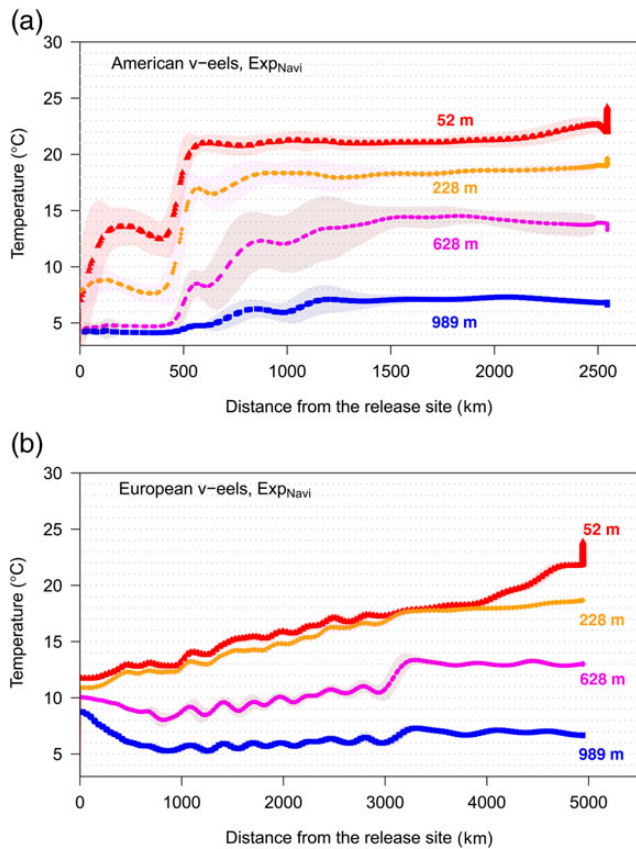 (a)
30
American v-eels, Exp_Navi
25
52 m
20
228 m
15
628 m
10
989 m
5
Temperature (°C)
0 500 1000 1500 2000 2500
Distance from the release site (km)
(b)
30
European v-eels, Exp_Navi
25
52 m
20
228 m
15
628 m
10
989 m
5
Temperature (°C)
0 1000 2000 3000 4000 5000
Distance from the release site (km)